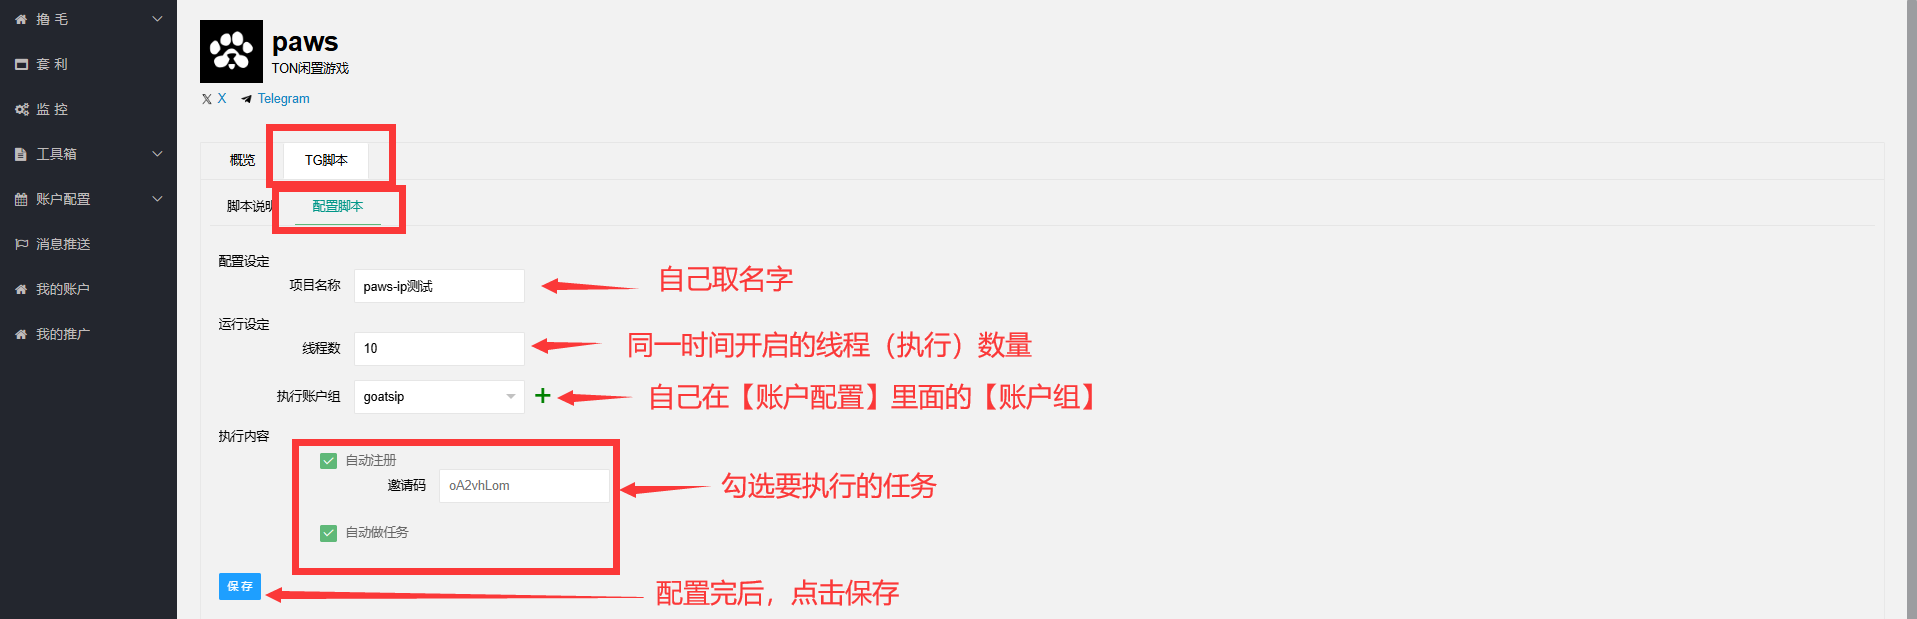 撸 毛
套 利
监 控
工具箱
账户配置
消息推送
我的账户
我的推广
paws
TON闲置游戏
X Telegram
概览 TG脚本
脚本说明 配置脚本
配置设定
项目名称 paws-ip测试 自己取名字
运行设定
线程数 10 同一时间开启的线程（执行）数量
执行账户组 goatsip 自己在【账户配置】里面的【账户组】
执行内容
自动注册
邀请码 oA2vhLom 勾选要执行的任务
自动做任务
保存 配置完后，点击保存